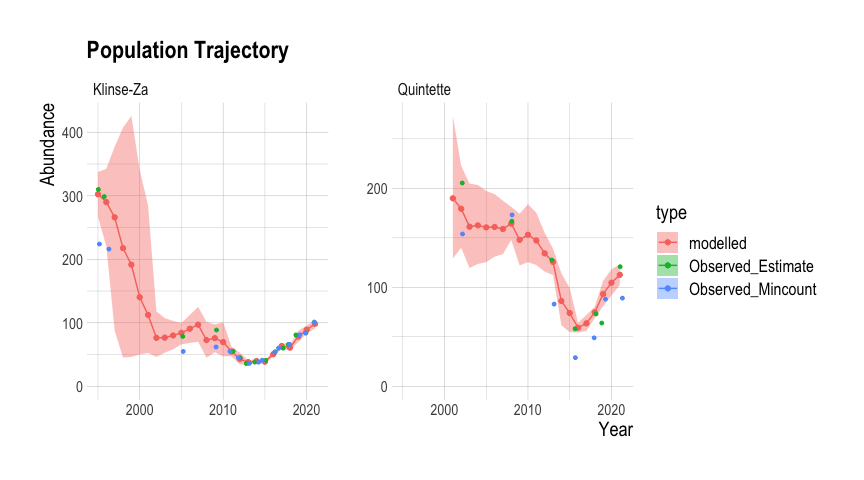 Population Trajectory
Klinse-Za
Quintette
Abundance
400
300
200
100
0
200
100
0
2000
2010
2020
2000
2010
2020
Year
type
modelled
Observed_Estimate
Observed_Mincount